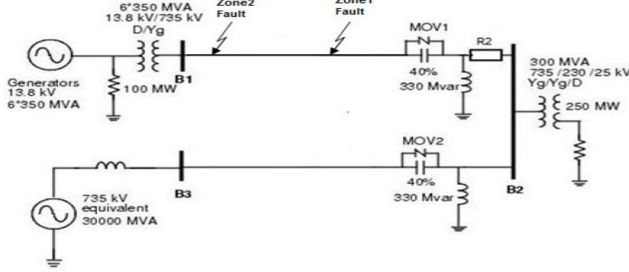 6*350 MVA
13.8 kV/735 kV
D/Yg
Zone2
Fault
Zone1
Fault
MOV1
R2
300 MVA
735 /230 /25 kV
Yg/Yg/D
Generators
13.8 kV
6*350 MVA
100 MW
B1
40%
330 Mvar
250 MW
MOV2
735 kV
equivalent
30000 MVA
B3
40%
330 Mvar
B2